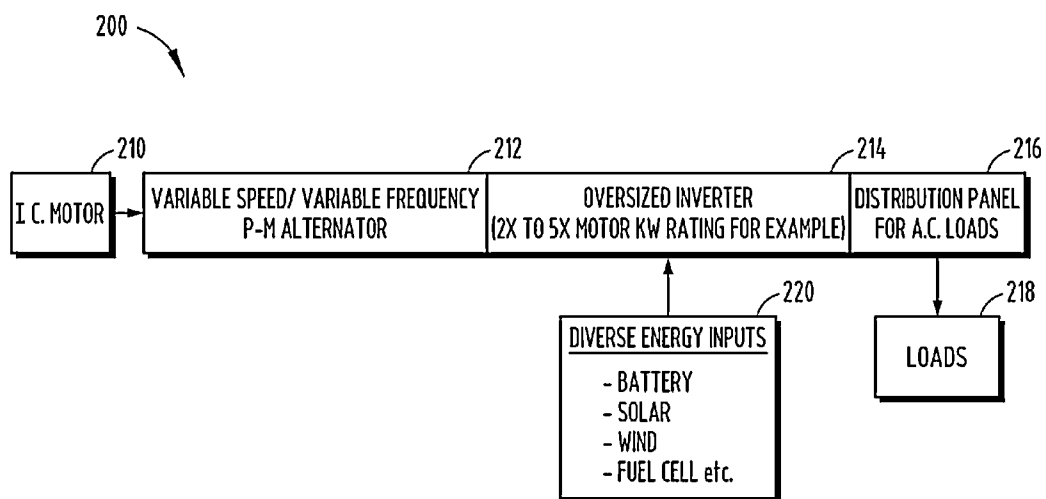 200
210
212
214
216
I C. MOTOR
VARIABLE SPEED/ VARIABLE FREQUENCY
P-M ALTERNATOR
OVERSIZED INVERTER
(2X TO 5X MOTOR KW RATING FOR EXAMPLE)
DISTRIBUTION PANEL
FOR A.C. LOADS
220
218
DIVERSE ENERGY INPUTS
- BATTERY
- SOLAR
- WIND
- FUEL CELL etc.
LOADS